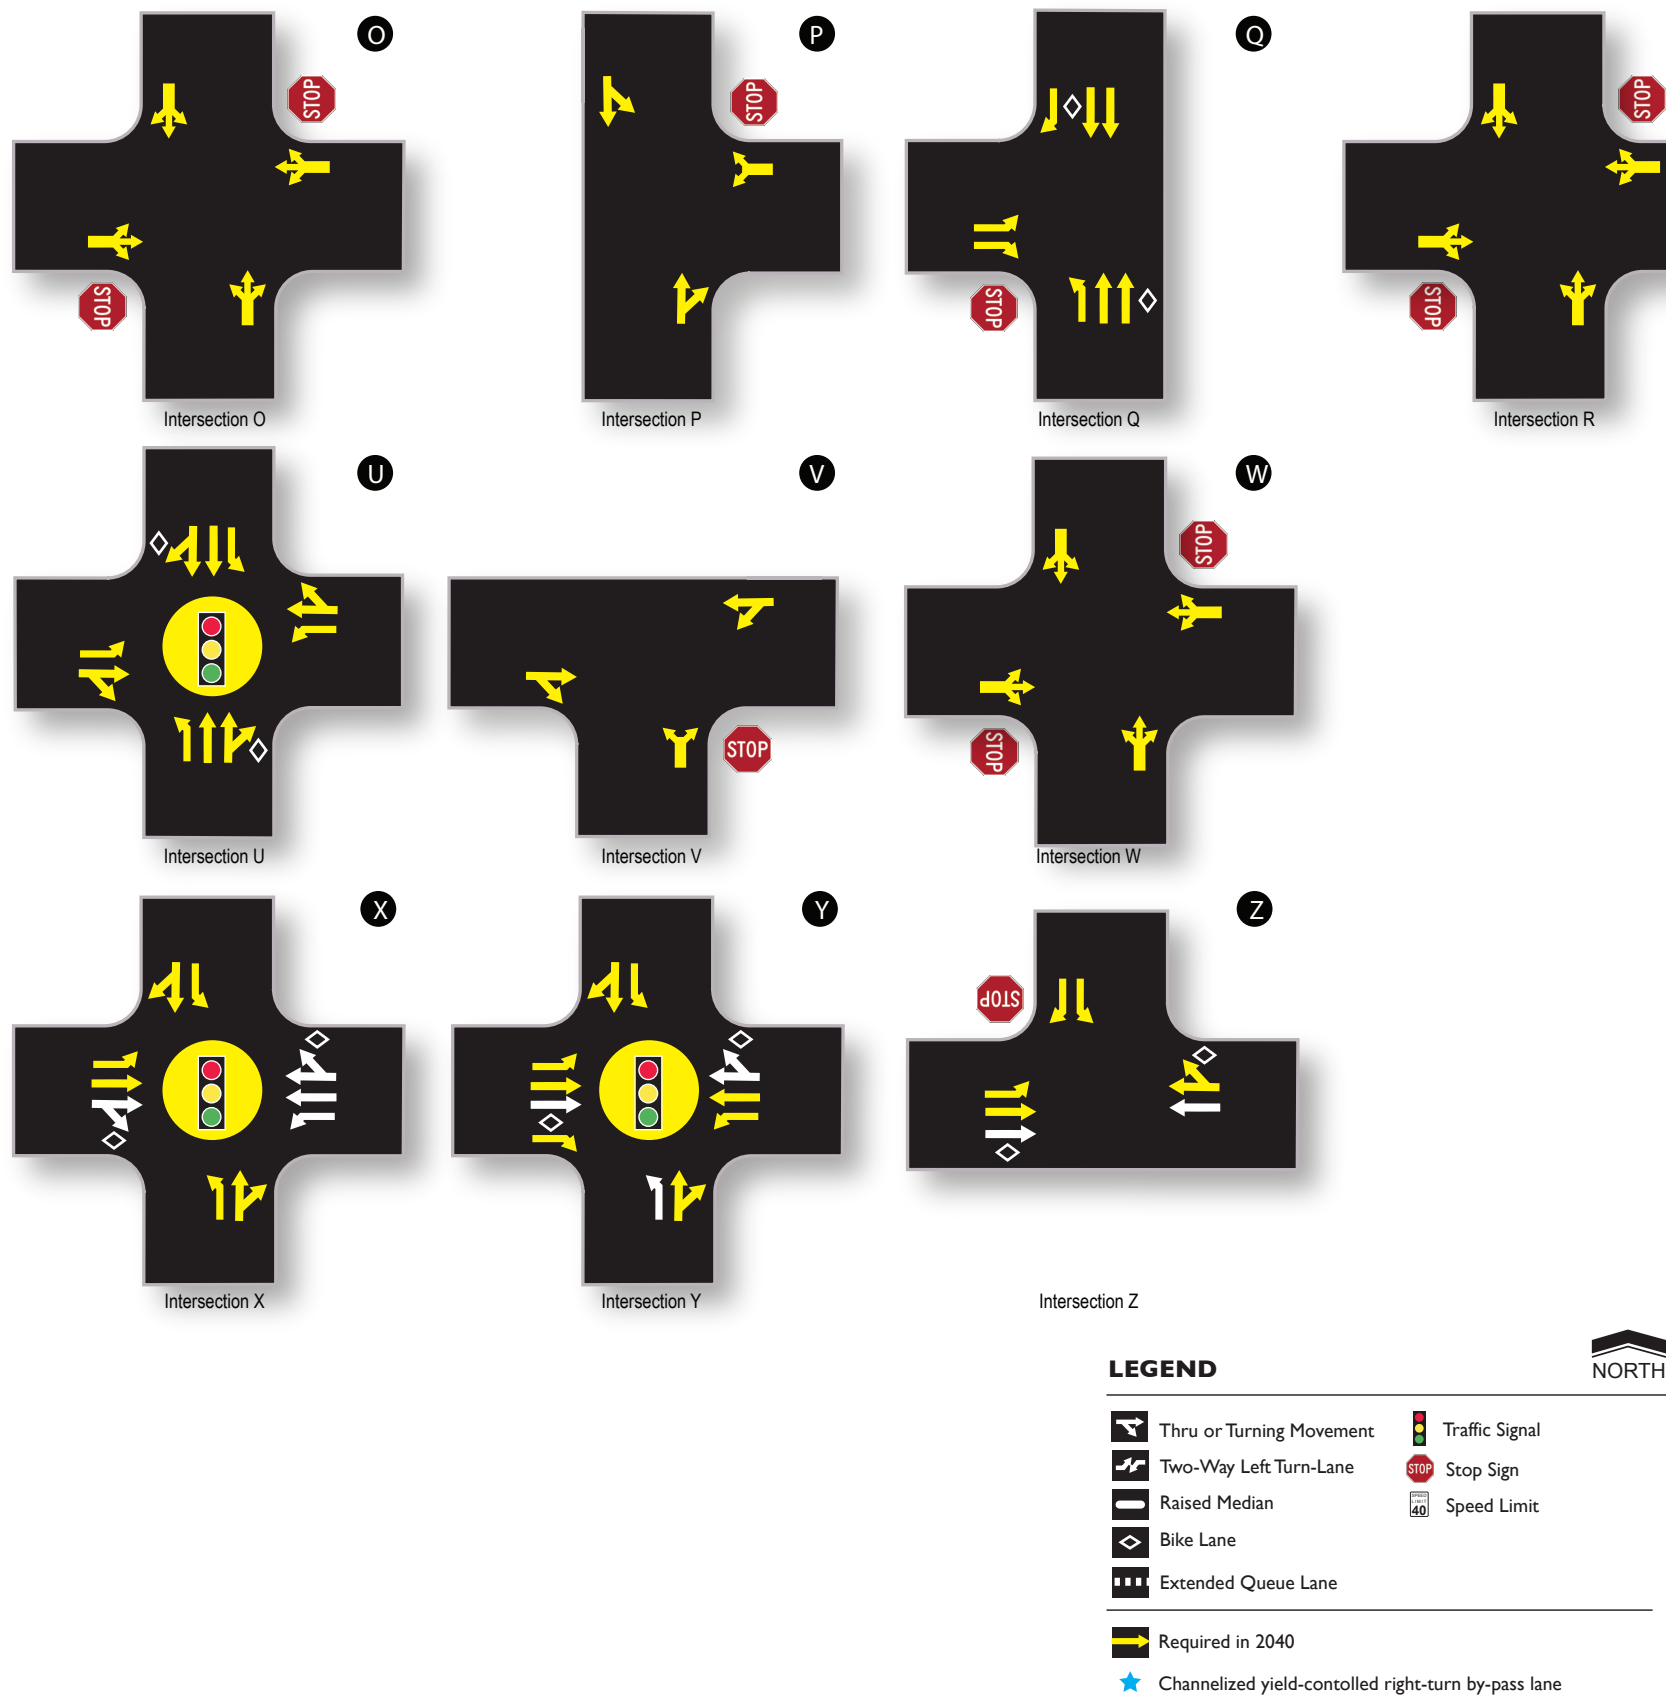 O
P
Q
STOP
STOP
STOP
STOP
STOP
STOP
Intersection O
Intersection P
Intersection Q
Intersection R
U
V
W
STOP
STOP
STOP
Intersection U
Intersection V
Intersection W
X
Y
Z
STOP
Intersection X
Intersection Y
Intersection Z
LEGEND
NORTH
Thru or Turning Movement
Traffic Signal
Two-Way Left Turn-Lane
STOP Stop Sign
Raised Median
SPEED LIMIT 40 Speed Limit
Bike Lane
Extended Queue Lane
Required in 2040
Channelized yield-contolled right-turn by-pass lane